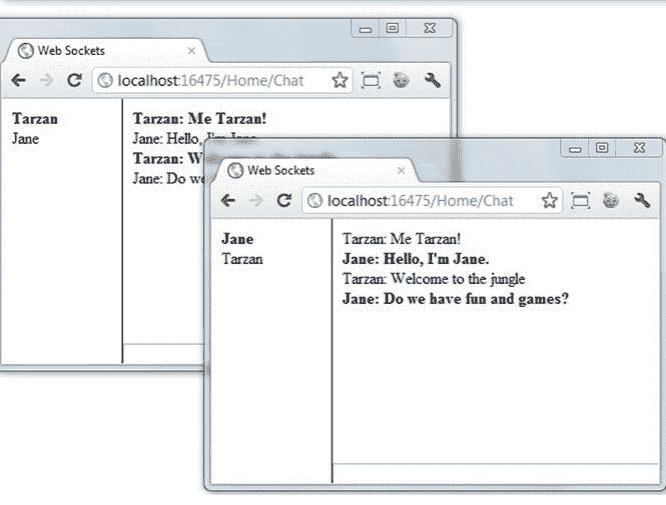 Web Sockets
localhost:16475/Home/Chat
Tarzan
Jane
Tarzan: Me Tarzan!
Jane: Hello, I'm Jane
Tarzan:
Jane: Do we
Web Sockets
localhost:16475/Home/Chat
Jane
Tarzan
Tarzan: Me Tarzan!
Jane: Hello, I'm Jane.
Tarzan: Welcome to the jungle
Jane: Do we have fun and games?